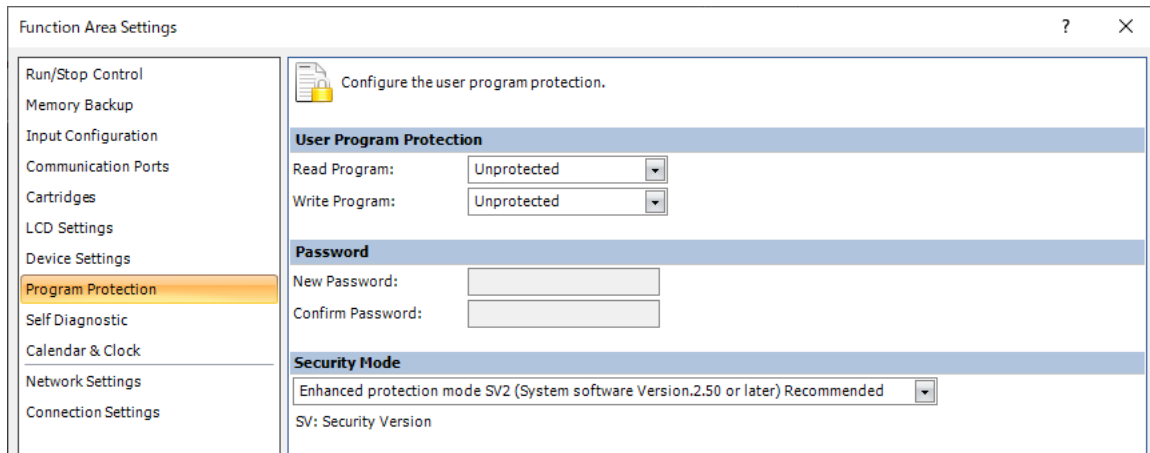 Function Area Settings
?
Run/Stop Control
Memory Backup
Input Configuration
Communication Ports
Cartridges
LCD Settings
Device Settings
Program Protection
Self Diagnostic
Calendar & Clock
Network Settings
Connection Settings
Configure the user program protection.
User Program Protection
Read Program: Unprotected
Write Program: Unprotected
Password
New Password:
Confirm Password:
Security Mode
Enhanced protection mode SV2 (System software Version.2.50 or later) Recommended
SV: Security Version